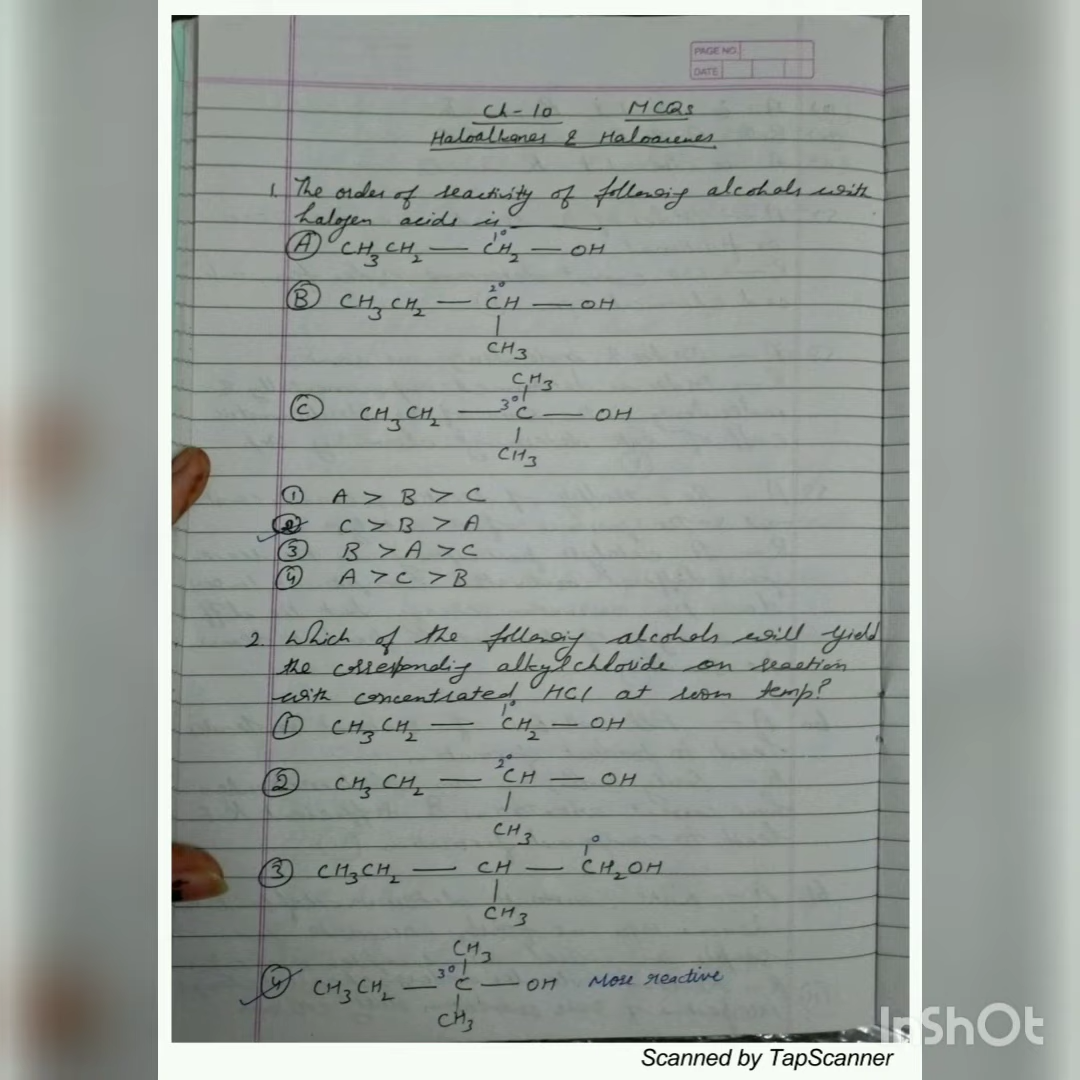 PAGE NO.
DATE
Ch-10 MCQs
Haloalkanes & Haloarenes
1. The order of reactivity of following alcohols with
halogen acids is ______
(A) CH3CH2 — CH2 — OH
1°
(B) CH3CH2 — CH — OH
2°
CH3
CH3
(C) CH3CH2 — C — OH
3°
CH3
(1) A > B > C
(2) C > B > A
(3) B > A > C
(4) A > C > B
2. Which of the following alcohols will yield
the corresponding alkylchloride on reaction
with concentrated HCl at room temp?
(1) CH3CH2 — CH2 — OH
1°
(2) CH3CH2 — CH — OH
2°
CH3
(3) CH3CH2 — CH — CH2OH
1°
CH3
CH3
(4) CH3CH2 — C — OH More reactive
3°
CH3
InShOt
Scanned by TapScanner